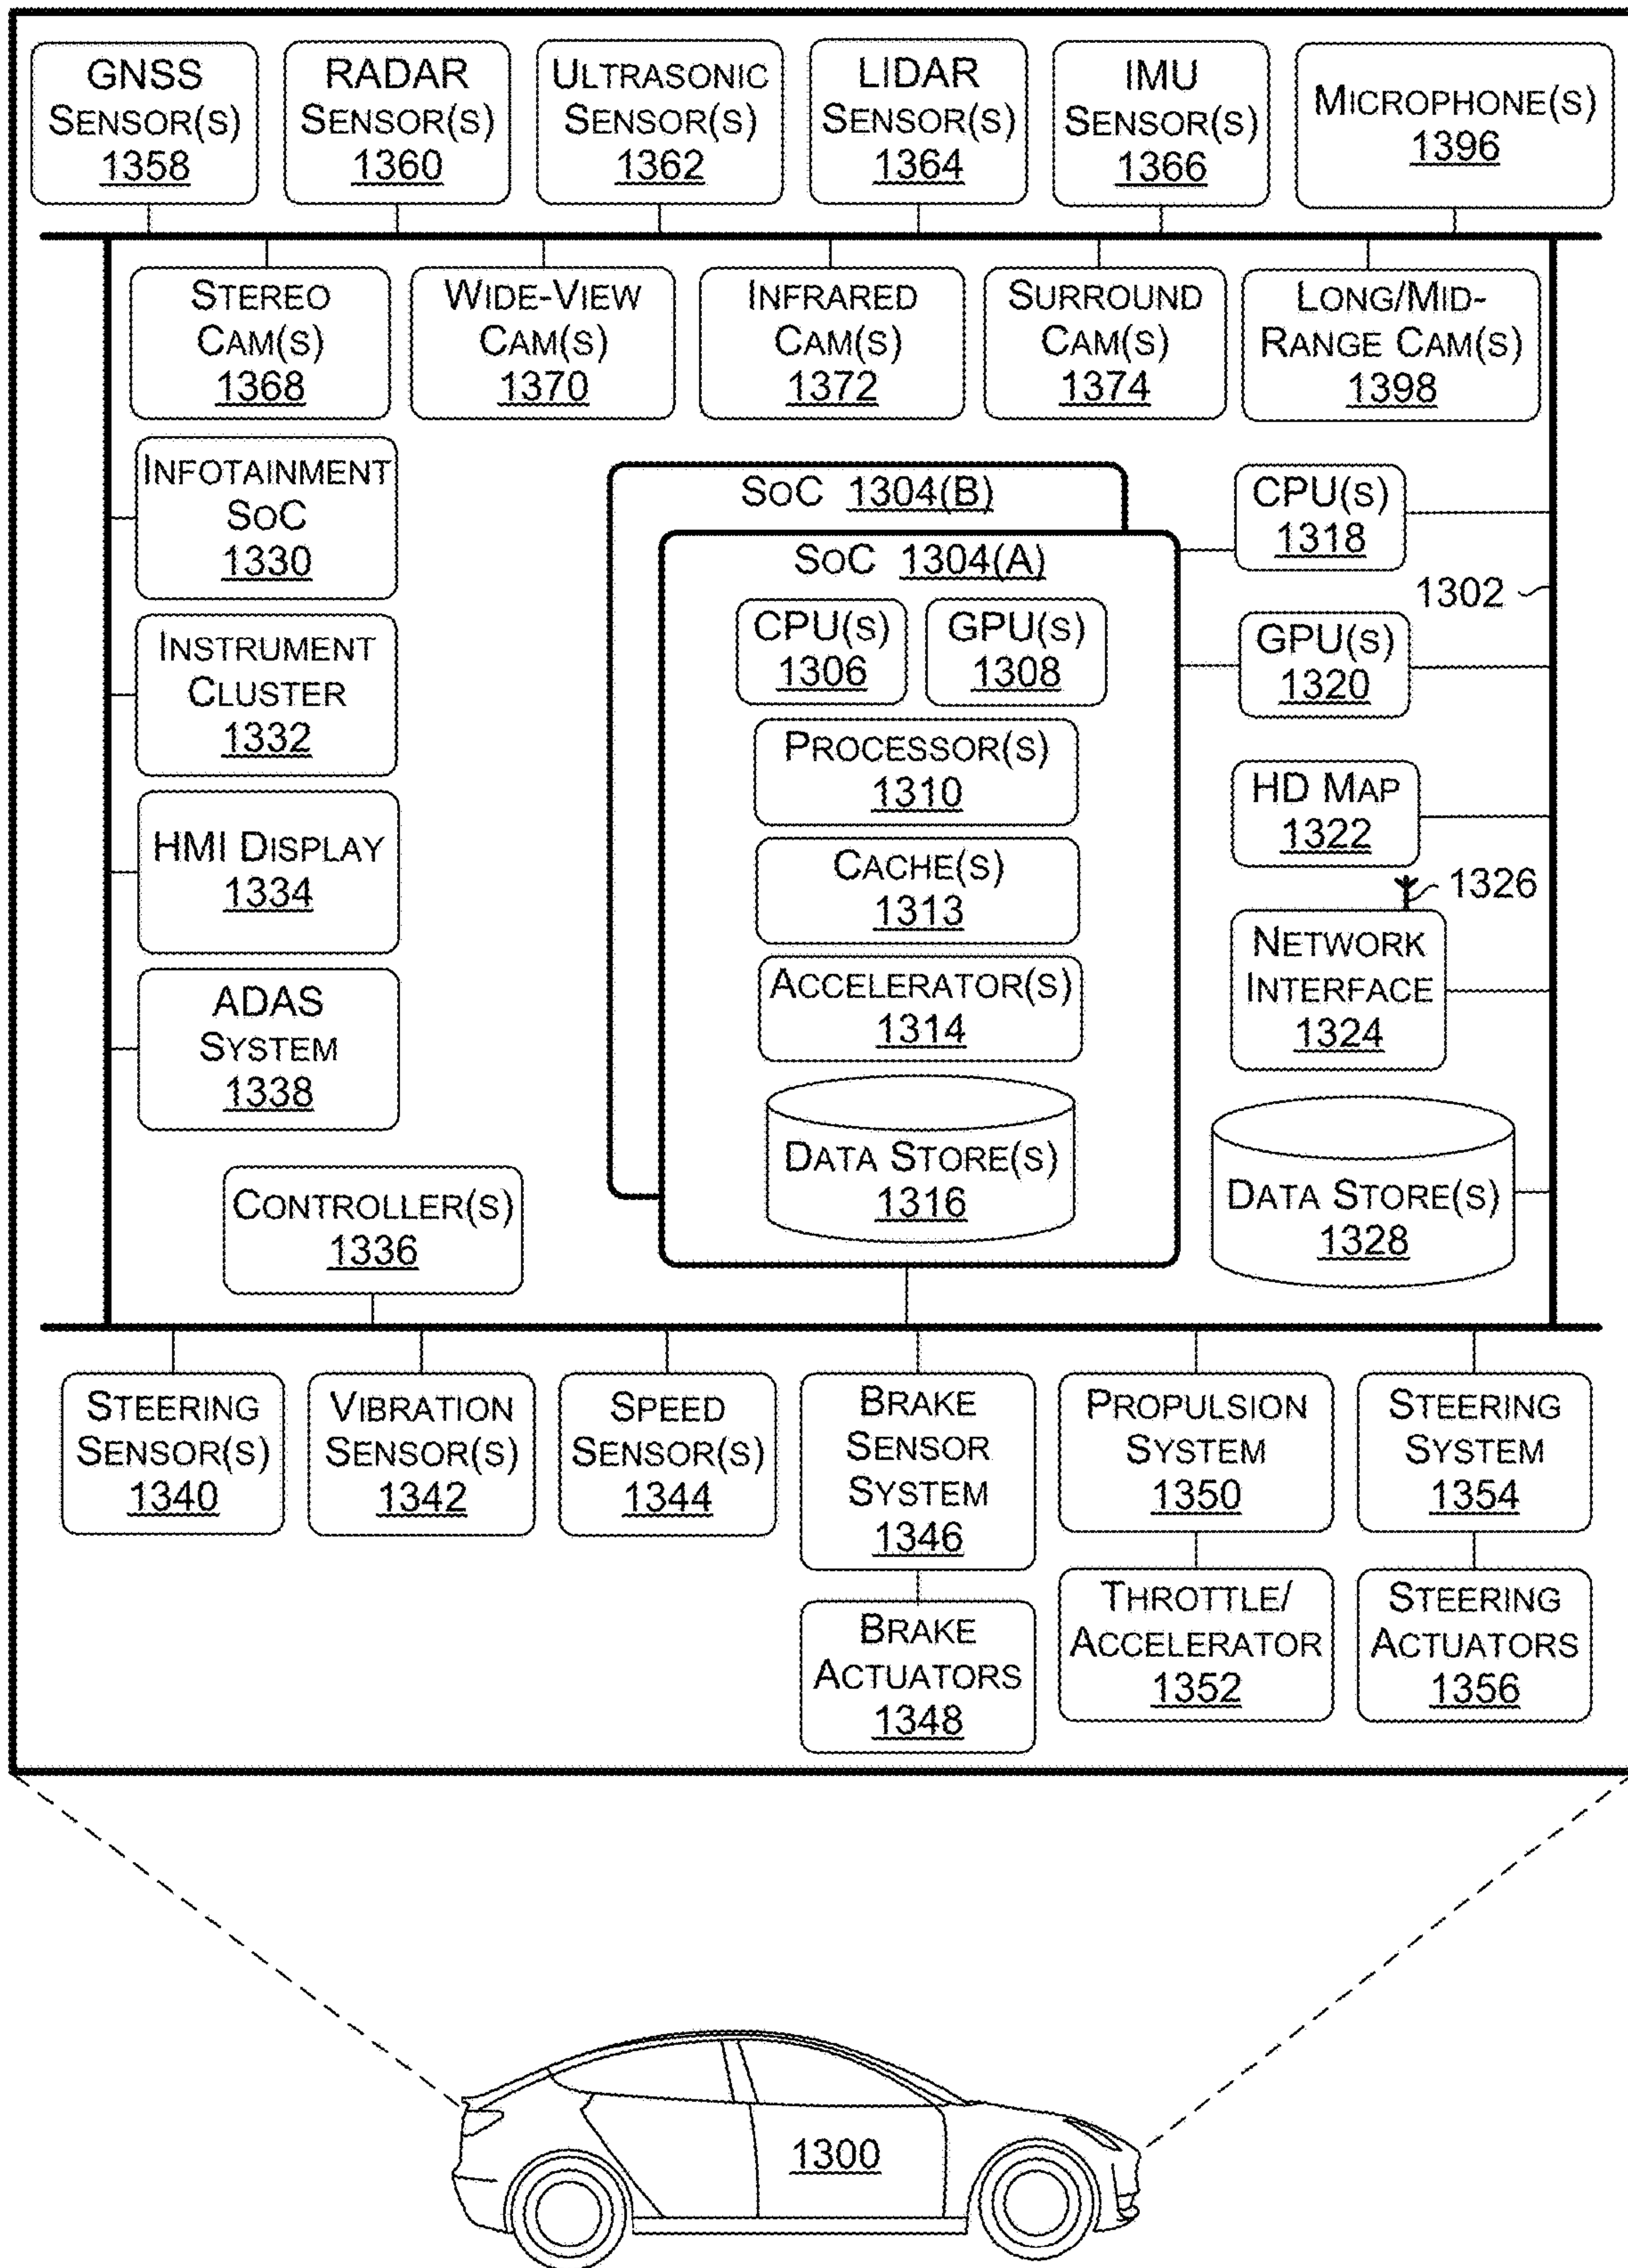 GNSS
SENSOR(S)
1358
RADAR
SENSOR(S)
1360
ULTRASONIC
SENSOR(S)
1362
LIDAR
SENSOR(S)
1364
IMU
SENSOR(S)
1366
MICROPHONE(S)
1396
STEREO
CAM(S)
1368
WIDE-VIEW
CAM(S)
1370
INFRARED
CAM(S)
1372
SURROUND
CAM(S)
1374
LONG/MID-
RANGE CAM(S)
1398
INFOTAINMENT
SOC
1330
INSTRUMENT
CLUSTER
1332
HMI DISPLAY
1334
ADAS
SYSTEM
1338
CONTROLLER(S)
1336
SOC 1304(B)
SOC 1304(A)
CPU(S)
1306
GPU(S)
1308
PROCESSOR(S)
1310
CACHE(S)
1313
ACCELERATOR(S)
1314
DATA STORE(S)
1316
CPU(S)
1318
1302
GPU(S)
1320
HD MAP
1322
1326
NETWORK
INTERFACE
1324
DATA STORE(S)
1328
STEERING
SENSOR(S)
1340
VIBRATION
SENSOR(S)
1342
SPEED
SENSOR(S)
1344
BRAKE
SENSOR
SYSTEM
1346
PROPULSION
SYSTEM
1350
STEERING
SYSTEM
1354
BRAKE
ACTUATORS
1348
THROTTLE/
ACCELERATOR
1352
STEERING
ACTUATORS
1356
1300